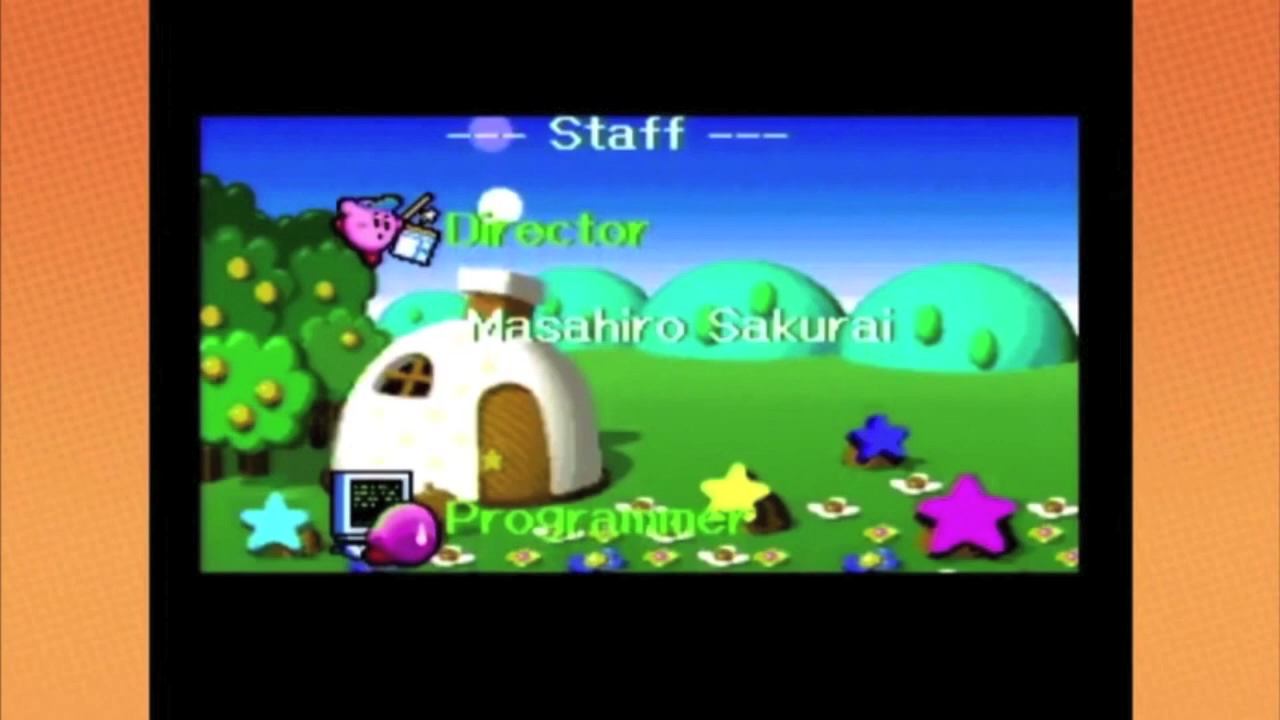 --- Staff ---
Director
Masahiro Sakurai
Programmer